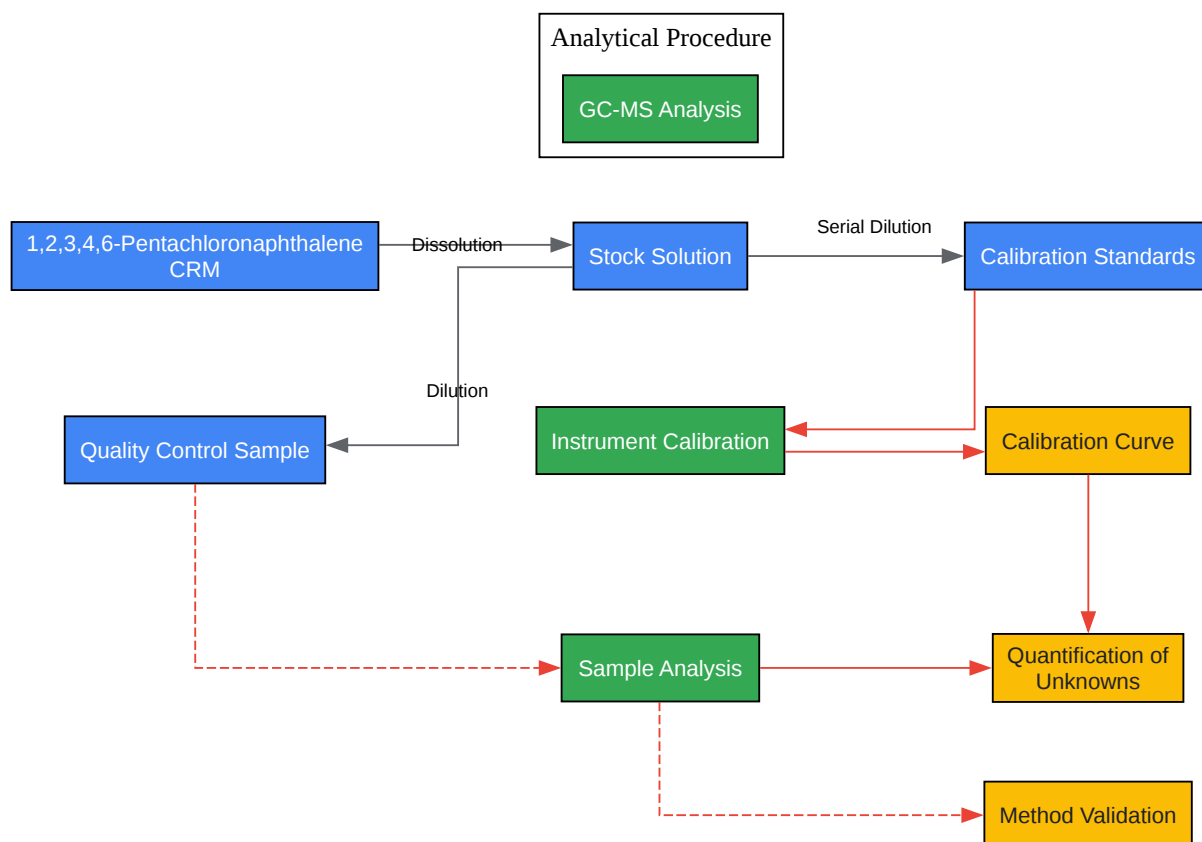 Analytical Procedure
GC-MS Analysis
1,2,3,4,6-Pentachloronaphthalene
CRM
Dissolution
Stock Solution
Serial Dilution
Calibration Standards
Dilution
Quality Control Sample
Instrument Calibration
Calibration Curve
Sample Analysis
Quantification of
Unknowns
Method Validation